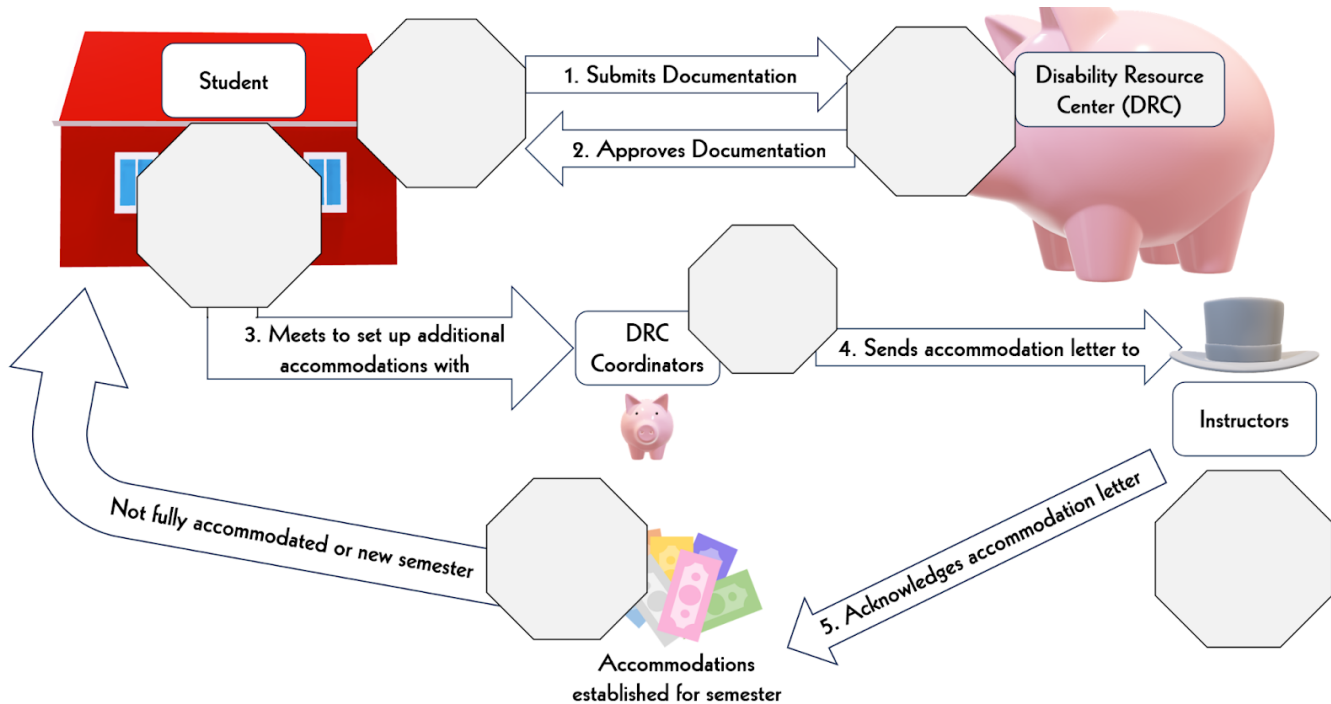 Student
1. Submits Documentation
Disability Resource
Center (DRC)
2. Approves Documentation
3. Meets to set up additional
accommodations with
DRC
Coordinators
4. Sends accommodation letter to
Instructors
5. Acknowledges accommodation letter
Accommodations
established for semester
Not fully accommodated or new semester